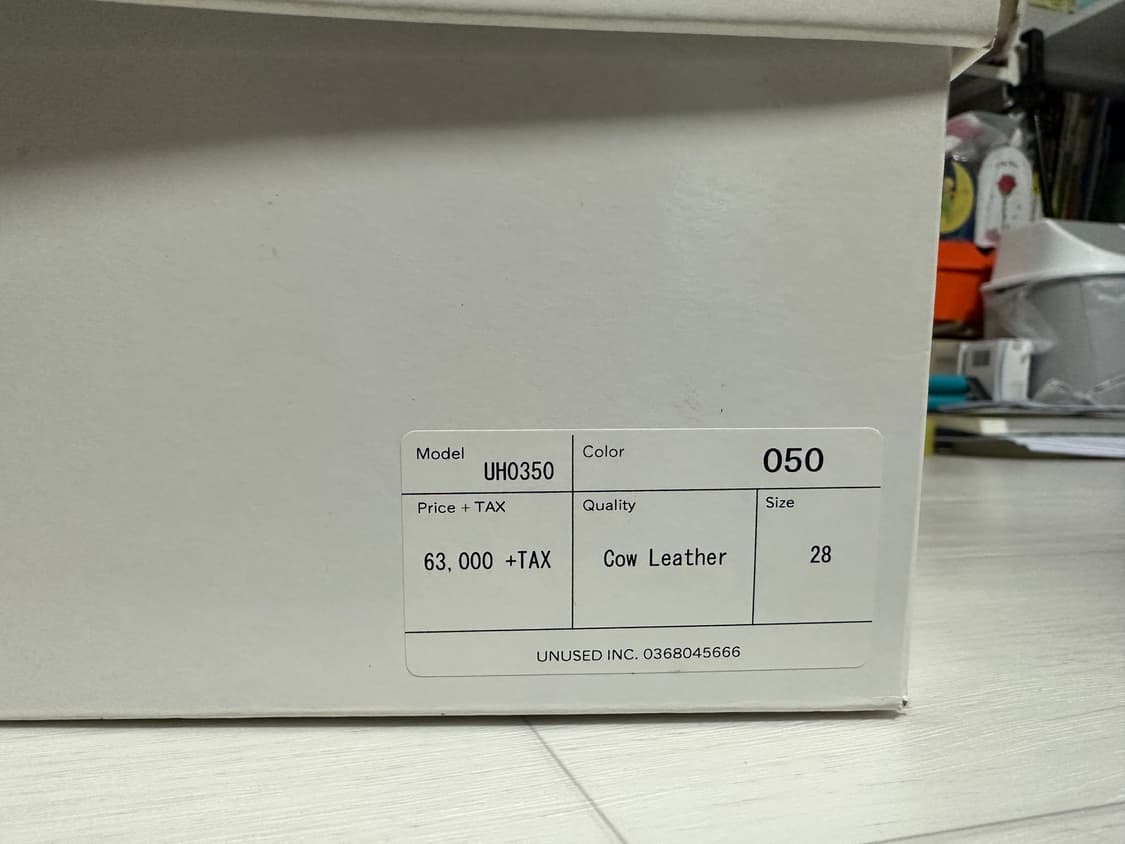 Model
UH0350
Color
050
Price + TAX
63,000 +TAX
Quality
Cow Leather
Size
28
UNUSED INC. 0368045666